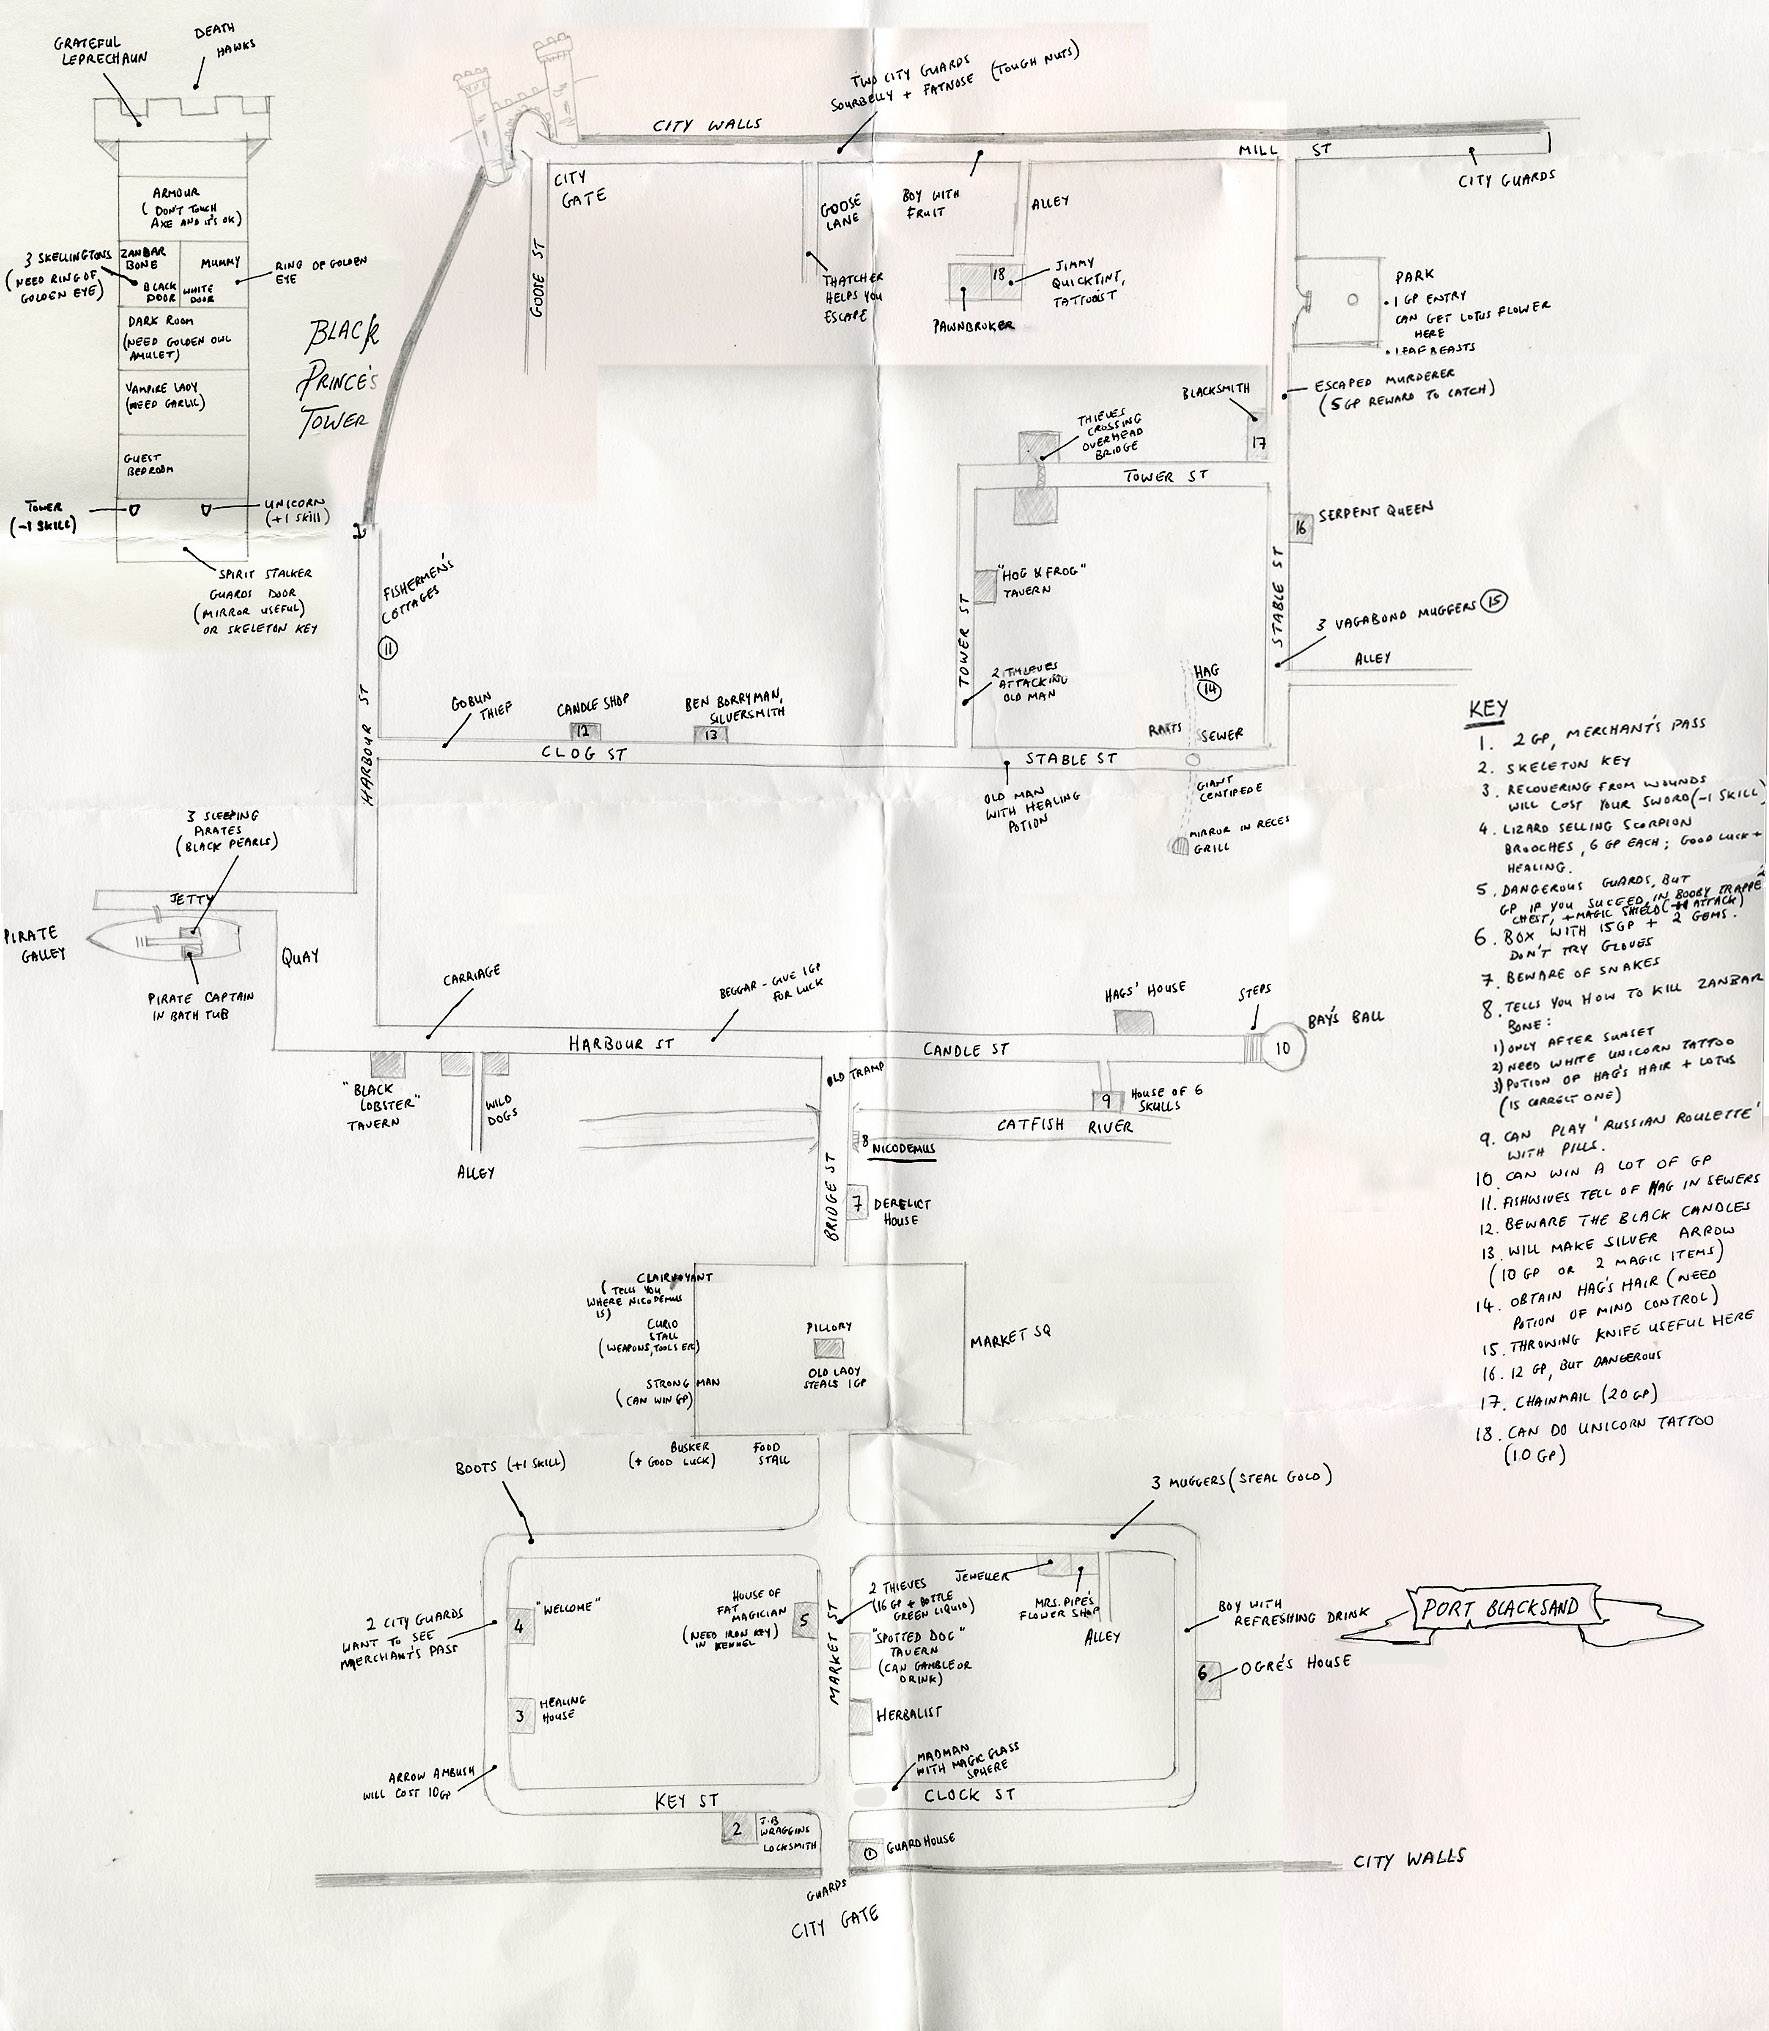 GRATEFUL
LEPRECHAUN
DEATH
HAWKS
ARMOUR
(DON'T TOUCH
AXE AND IT'S OK)
3 SKELLINGTONS
(NEED RING OF
GOLDEN EYE)
ZANBAR
BONE
BLACK
DOOR
MUMMY
WHITE
DOOR
RING OF GOLDEN
EYE
DARK ROOM
(NEED GOLDEN OWL
AMULET)
VAMPIRE LADY
(NEED GARLIC)
GUEST
BEDROOM
TOWER
(-1 SKILL)
UNICORN
(+1 SKILL)
SPIRIT STALKER
GUARDS DOOR
(MIRROR USEFUL)
OR SKELETON KEY
BLACK
PRINCE'S
TOWER
CITY WALLS
TWO CITY GUARDS
SOURBELLY + FATNOSE (TOUGH NUTS)
MILL ST
CITY GUARDS
CITY
GATE
GOOSE ST
GOOSE
LANE
THATCHER
HELPS YOU
ESCAPE
BOY WITH
FRUIT
ALLEY
18
JIMMY
QUICKTINT,
TATTOOIST
PAWNBROKER
PARK
• 1 GP ENTRY
CAN GET LOTUS FLOWER
HERE
• LEAF BEASTS
ESCAPED MURDERER
(5 GP REWARD TO CATCH)
BLACKSMITH
17
THIEVES
CROSSING
OVERHEAD
BRIDGE
TOWER ST
16
SERPENT QUEEN
"HOG & FROG"
TAVERN
TOWER ST
STABLE ST
3 VAGABOND MUGGERS 15
ALLEY
2 THIEVES
ATTACKING
OLD MAN
HAG
14
RATTS
SEWER
STABLE ST
OLD MAN
WITH HEALING
POTION
GIANT
CENTIPEDE
MIRROR IN RECES
GRILL
FISHERMEN'S
COTTAGES
11
HARBOUR ST
GOBLIN
THIEF
CANDLE SHOP
12
BEN BORRYMAN,
SILVERSMITH
13
CLOG ST
3 SLEEPING
PIRATES
(BLACK PEARLS)
JETTY
PIRATE
GALLEY
QUAY
PIRATE CAPTAIN
IN BATH TUB
CARRIAGE
BEGGAR - GIVE 1GP
FOR LUCK
HAGS' HOUSE
STEPS
BAY'S BALL
10
HARBOUR ST
CANDLE ST
"BLACK
LOBSTER"
TAVERN
WILD
DOGS
ALLEY
OLD TRAMP
9
HOUSE OF 6
SKULLS
CATFISH RIVER
8
NICODEMUS
BRIDGE ST
7
DERELICT
HOUSE
CLAIRVOYANT
(TELLS YOU
WHERE NICODEMUS
IS)
CURIO
STALL
(WEAPONS, TOOLS ETC)
STRONG MAN
(CAN WIN GP)
PILLORY
OLD LADY
STEALS 1GP
MARKET SQ
BUSKER
(+ GOOD LUCK)
FOOD
STALL
BOOTS (+1 SKILL)
3 MUGGERS (STEAL GOLD)
2 CITY GUARDS
WANT TO SEE
MERCHANT'S PASS
4
"WELCOME"
3
HEALING
HOUSE
ARROW AMBUSH
WILL COST 10GP
HOUSE OF
FAT
MAGICIAN
(NEED IRON KEY)
IN KENNEL
5
MARKET ST
2 THIEVES
(16 GP + BOTTLE
GREEN LIQUID)
"SPOTTED DOG"
TAVERN
(CAN GAMBLE OR
DRINK)
HERBALIST
JEWELLER
MRS. PIPE'S
FLOWER SHOP
ALLEY
BOY WITH
REFRESHING DRINK
6
OGRE'S HOUSE
MADMAN
WITH MAGIC GLASS
SPHERE
KEY ST
CLOCK ST
2
J.B
WRAGGINS
LOCKSMITH
1
GUARD HOUSE
GUARDS
CITY GATE
CITY WALLS
PORT BLACKSAND
KEY
1. 2 GP, MERCHANT'S PASS
2. SKELETON KEY
3. RECOVERING FROM WOUNDS
WILL COST YOUR SWORD (-1 SKILL)
4. LIZARD SELLING SCORPION
BROOCHES, 6 GP EACH; GOOD LUCK +
HEALING.
5. DANGEROUS GUARDS, BUT
GP IF YOU SUCEED, IN BOOBY TRAPPED
CHEST, + MAGIC SHIELD ( ATTACK)
6. BOX WITH 15GP + 2 GEMS.
DON'T TRY GLOVES
7. BEWARE OF SNAKES
8. TELLS YOU HOW TO KILL ZANBAR
BONE:
1) ONLY AFTER SUNSET
2) NEED WHITE UNICORN TATTOO
3) POTION OF HAG'S HAIR + LOTUS
(IS CORRECT ONE)
9. CAN PLAY 'RUSSIAN ROULETTE'
WITH PILLS.
10. CAN WIN A LOT OF GP
11. FISHWIVES TELL OF HAG IN SEWERS
12. BEWARE THE BLACK CANDLES
13. WILL MAKE SILVER ARROW
(10 GP OR 2 MAGIC ITEMS)
14. OBTAIN HAG'S HAIR (NEED
POTION OF MIND CONTROL)
15. THROWING KNIFE USEFUL HERE
16. 12 GP, BUT DANGEROUS
17. CHAINMAIL (20 GP)
18. CAN DO UNICORN TATTOO
(10 GP)